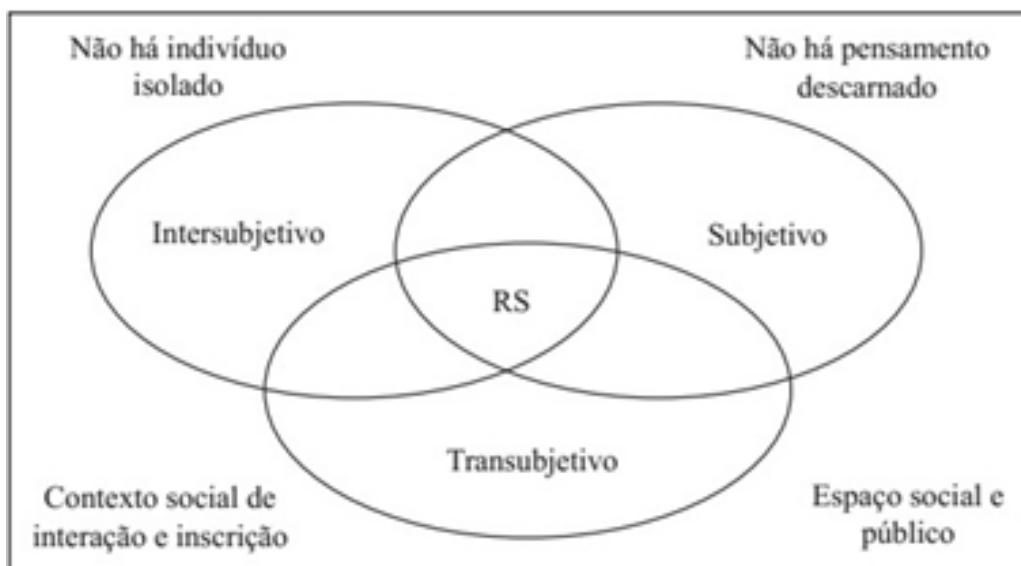 Não há indivíduo
isolado
Não há pensamento
descarnado
Intersubjetivo
Subjetivo
RS
Transubjetivo
Contexto social de
interação e inscrição
Espaço social e
público